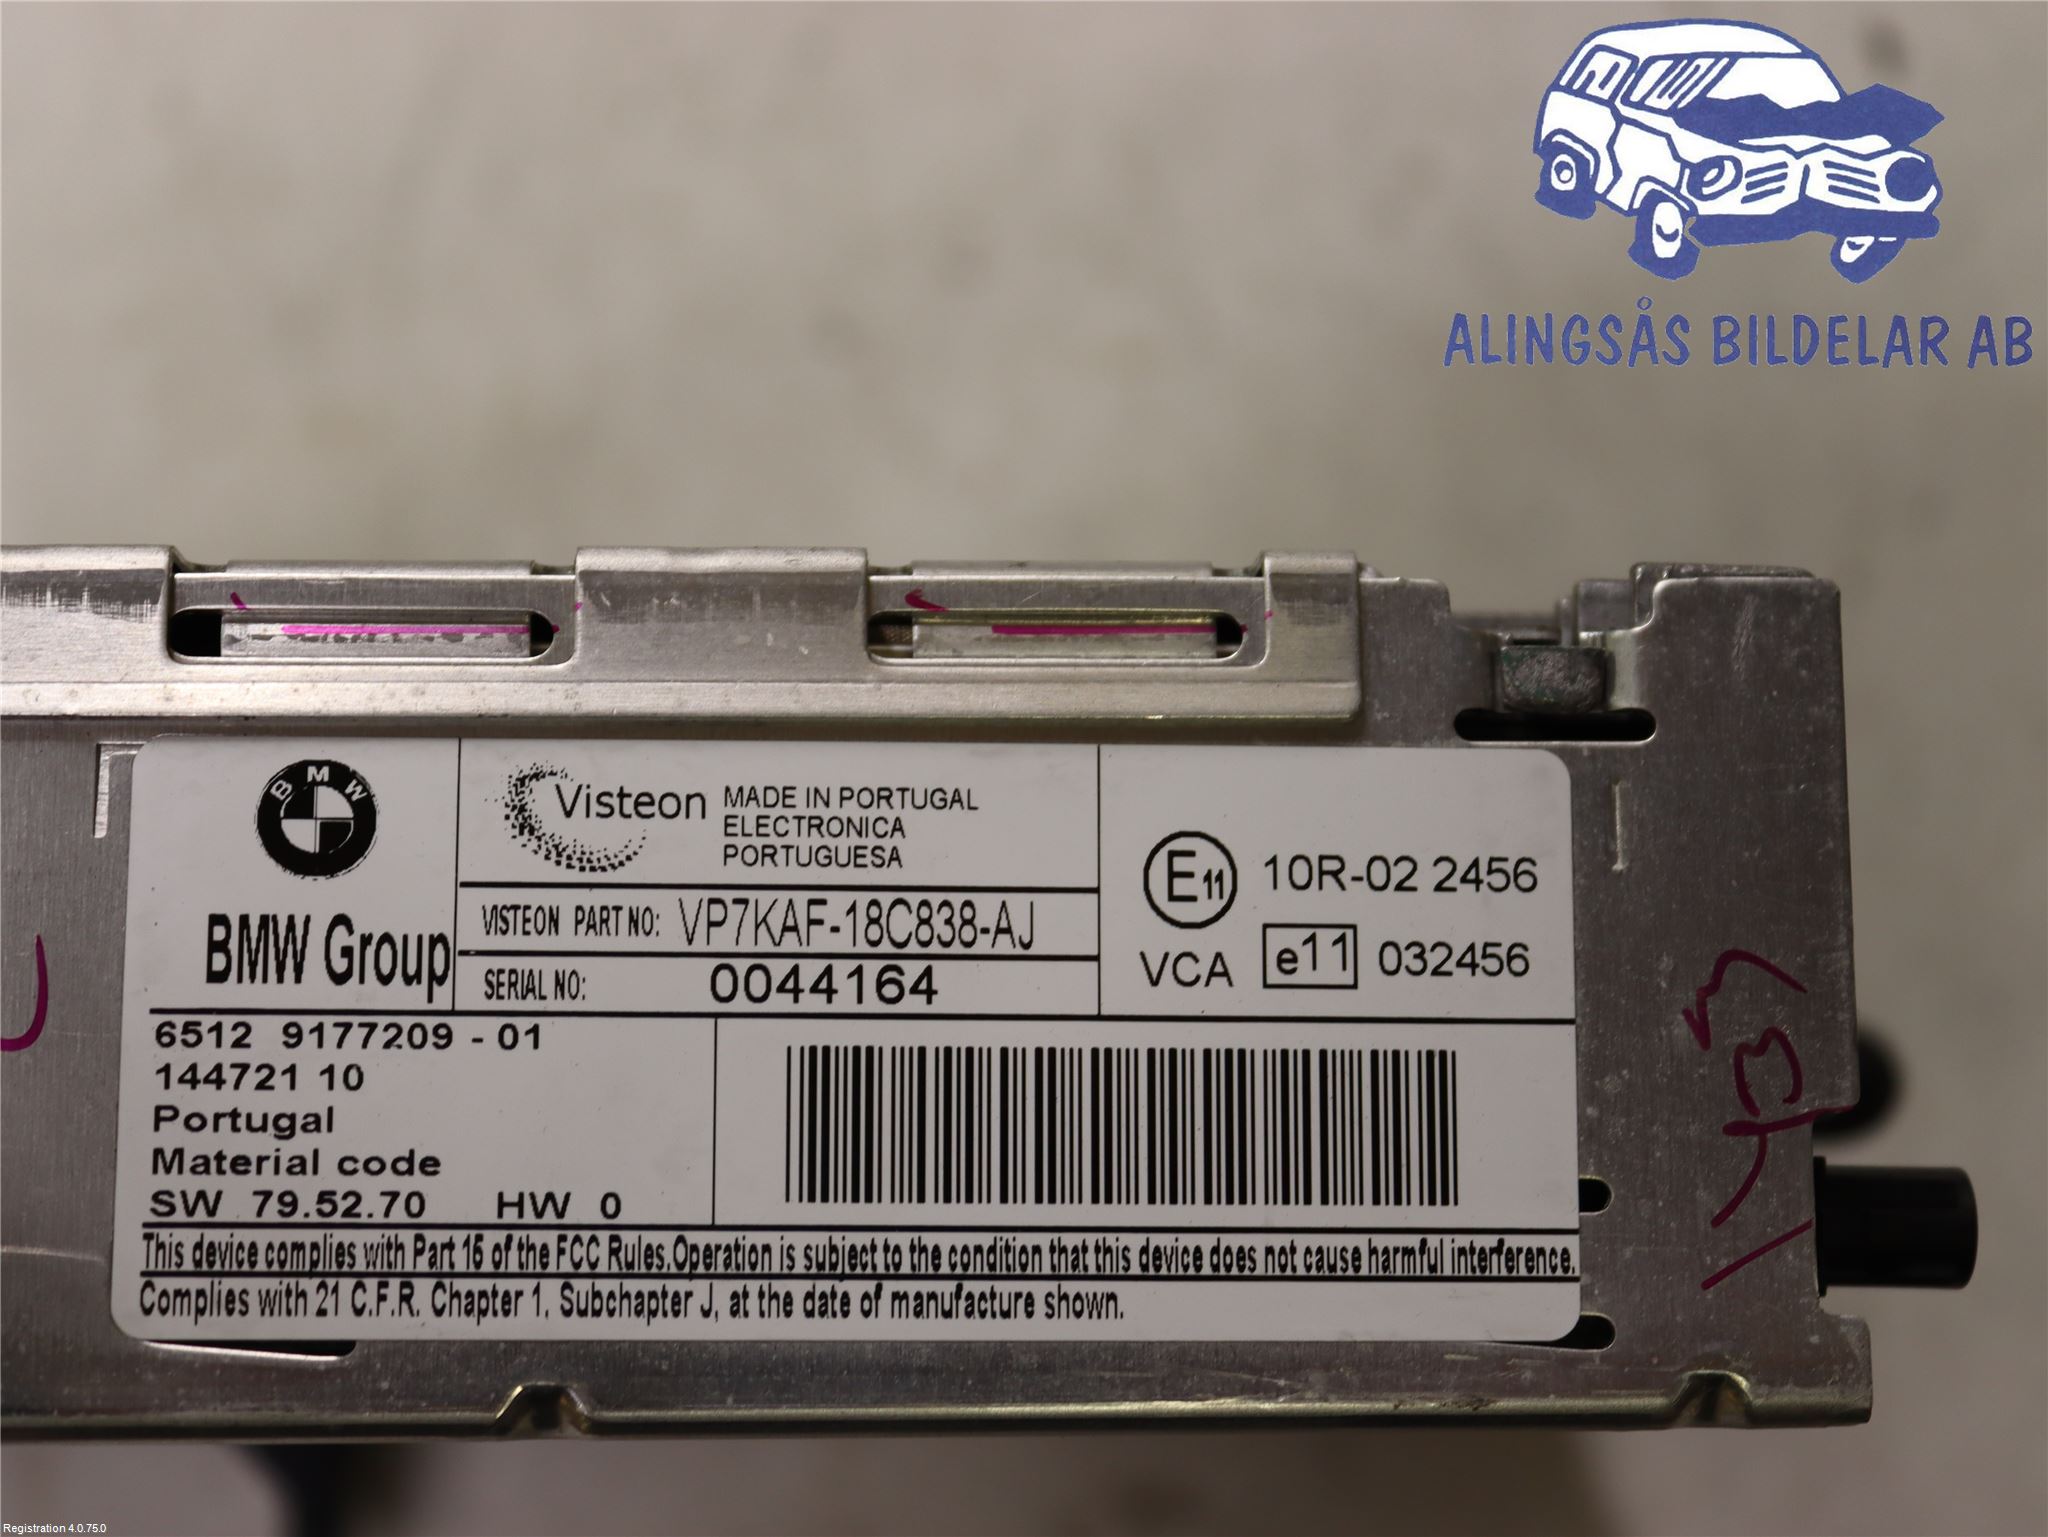 ALINGSÅS BILDELAR AB
BMW
BMW Group
Visteon
MADE IN PORTUGAL
ELECTRONICA
PORTUGUESA
VISTEON PART NO: VP7KAF-18C838-AJ
SERIAL NO: 0044164
E11 10R-02 2456
VCA e11 032456
6512 9177209 - 01
144721 10
Portugal
Material code
SW 79.52.70 HW 0
This device complies with Part 15 of the FCC Rules.Operation is subject to the condition that this device does not cause harmful interference.
Complies with 21 C.F.R. Chapter 1, Subchapter J, at the date of manufacture shown.
Registration 4.0.75.0